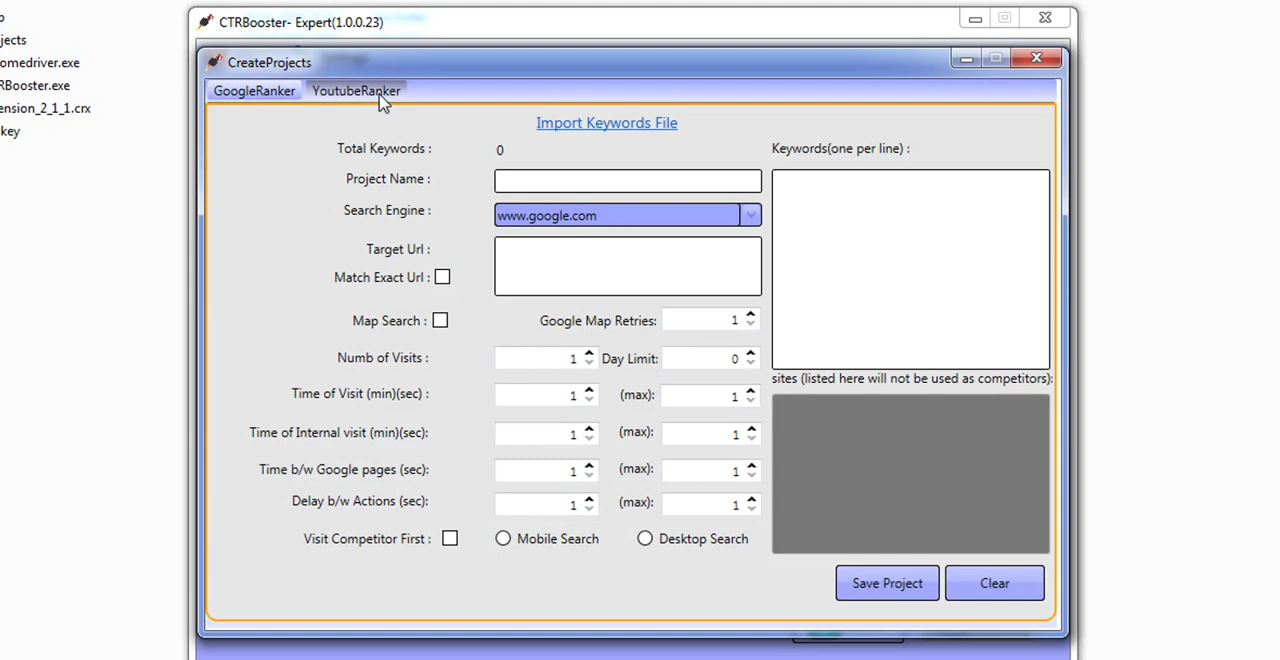 CTRBooster- Expert(1.0.0.23)
CreateProjects
GoogleRanker YoutubeRanker
jects
omedriver.exe
RBooster.exe
ension_2_1_1.crx
key
Import Keywords File
Total Keywords : 0
Keywords(one per line) :
Project Name :
Search Engine : www.google.com
Target Url :
Match Exact Url :
Map Search : Google Map Retries: 1
Numb of Visits : 1 Day Limit: 0
sites (listed here will not be used as competitors):
Time of Visit (min)(sec) : 1 (max): 1
Time of Internal visit (min)(sec): 1 (max): 1
Time b/w Google pages (sec): 1 (max): 1
Delay b/w Actions (sec): 1 (max): 1
Visit Competitor First : Mobile Search Desktop Search
Save Project Clear